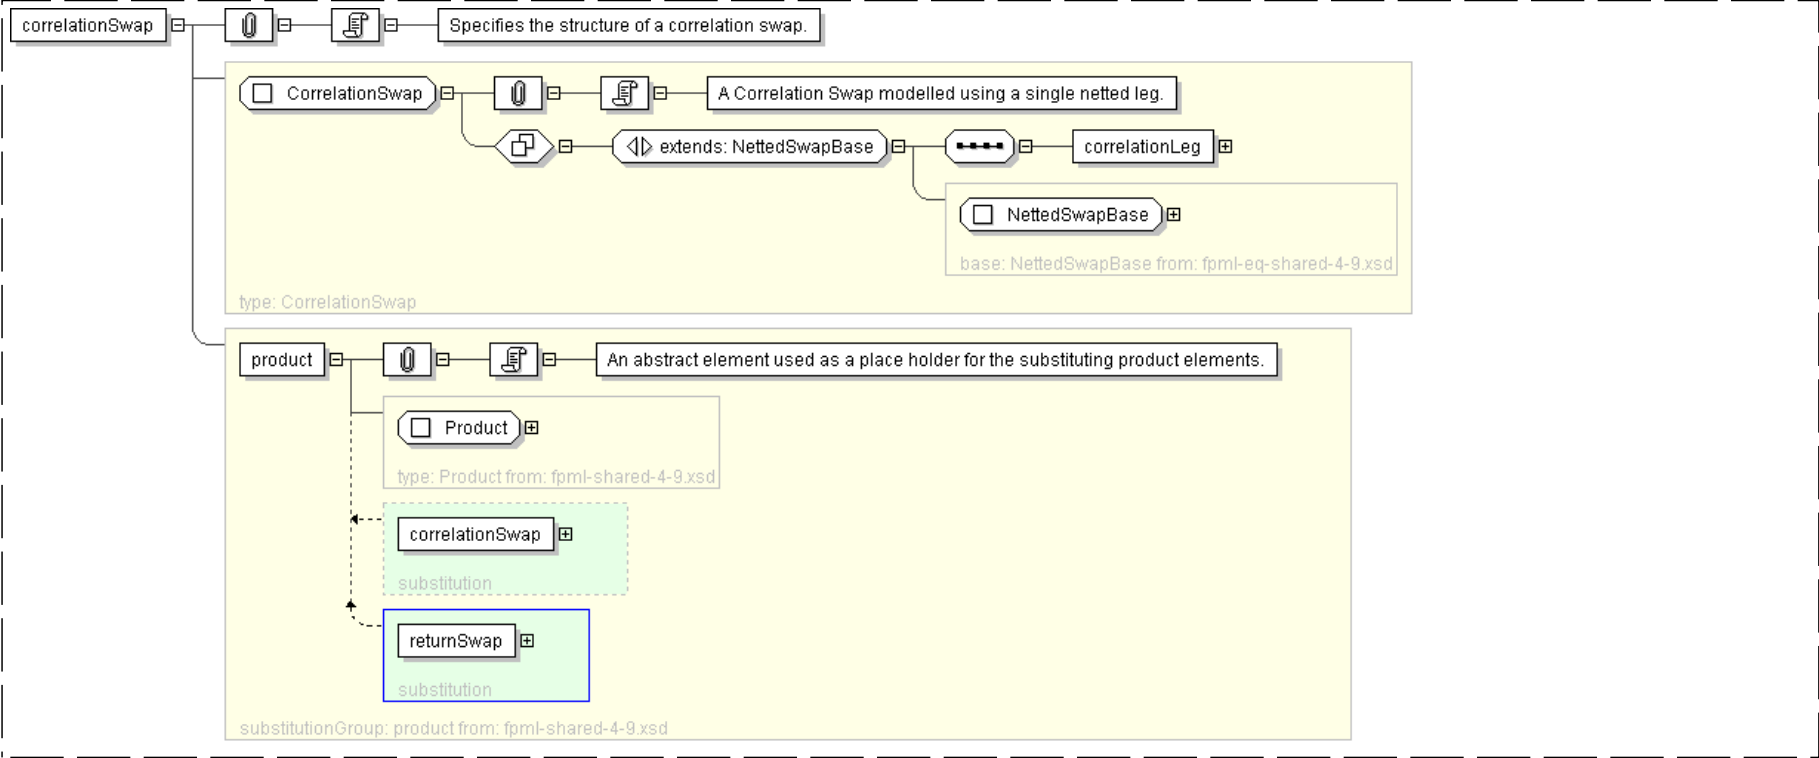 correlationSwap
Specifies the structure of a correlation swap.
CorrelationSwap
A Correlation Swap modelled using a single netted leg.
extends: NettedSwapBase
correlationLeg
NettedSwapBase
base: NettedSwapBase from: fpml-eq-shared-4-9.xsd
type: CorrelationSwap
product
An abstract element used as a place holder for the substituting product elements.
Product
type: Product from: fpml-shared-4-9.xsd
correlationSwap
substitution
returnSwap
substitution
substitutionGroup: product from: fpml-shared-4-9.xsd